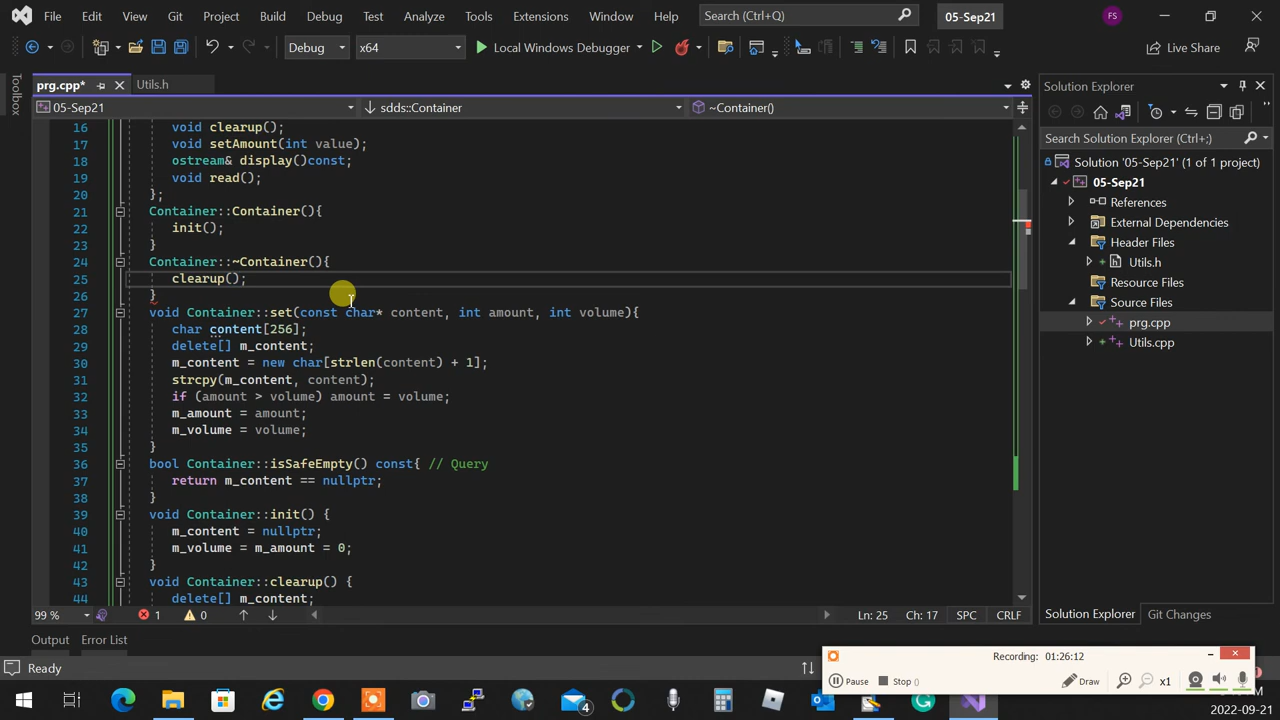 File Edit View Git Project Build Debug Test Analyze Tools Extensions Window Help Search (Ctrl+Q) 05-Sep21 FS
Debug x64 Local Windows Debugger Live Share
prg.cpp* Utils.h
05-Sep21 sdds::Container ~Container()
16 void clearup();
17 void setAmount(int value);
18 ostream& display()const;
19 void read();
20 };
21 Container::Container(){
22 init();
23 }
24 Container::~Container(){
25 clearup();
26 }
27 void Container::set(const char* content, int amount, int volume){
28 char content[256];
29 delete[] m_content;
30 m_content = new char[strlen(content) + 1];
31 strcpy(m_content, content);
32 if (amount > volume) amount = volume;
33 m_amount = amount;
34 m_volume = volume;
35 }
36 bool Container::isSafeEmpty() const{ // Query
37 return m_content == nullptr;
38 }
39 void Container::init() {
40 m_content = nullptr;
41 m_volume = m_amount = 0;
42 }
43 void Container::clearup() {
44 delete[] m_content;
99 % 1 0 Ln: 25 Ch: 17 SPC CRLF
Toolbox
Solution Explorer
Search Solution Explorer (Ctrl+;)
Solution '05-Sep21' (1 of 1 project)
05-Sep21
References
External Dependencies
Header Files
Utils.h
Resource Files
Source Files
prg.cpp
Utils.cpp
Solution Explorer Git Changes
Output Error List
Ready
Recording: 01:26:12
Pause Stop () Draw x1
4
2022-09-21